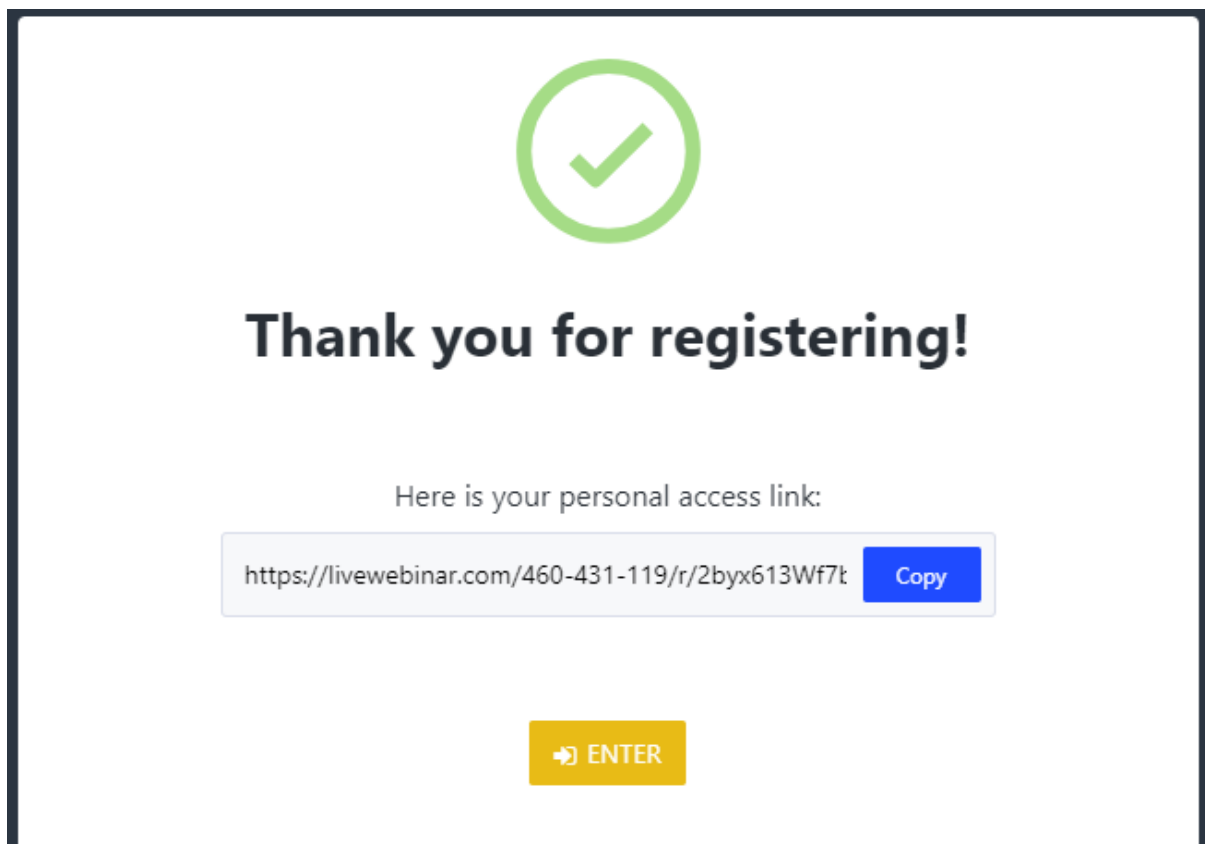 Thank you for registering!
Here is your personal access link:
https://livewebinar.com/460-431-119/r/2byx613Wf7
Copy
ENTER